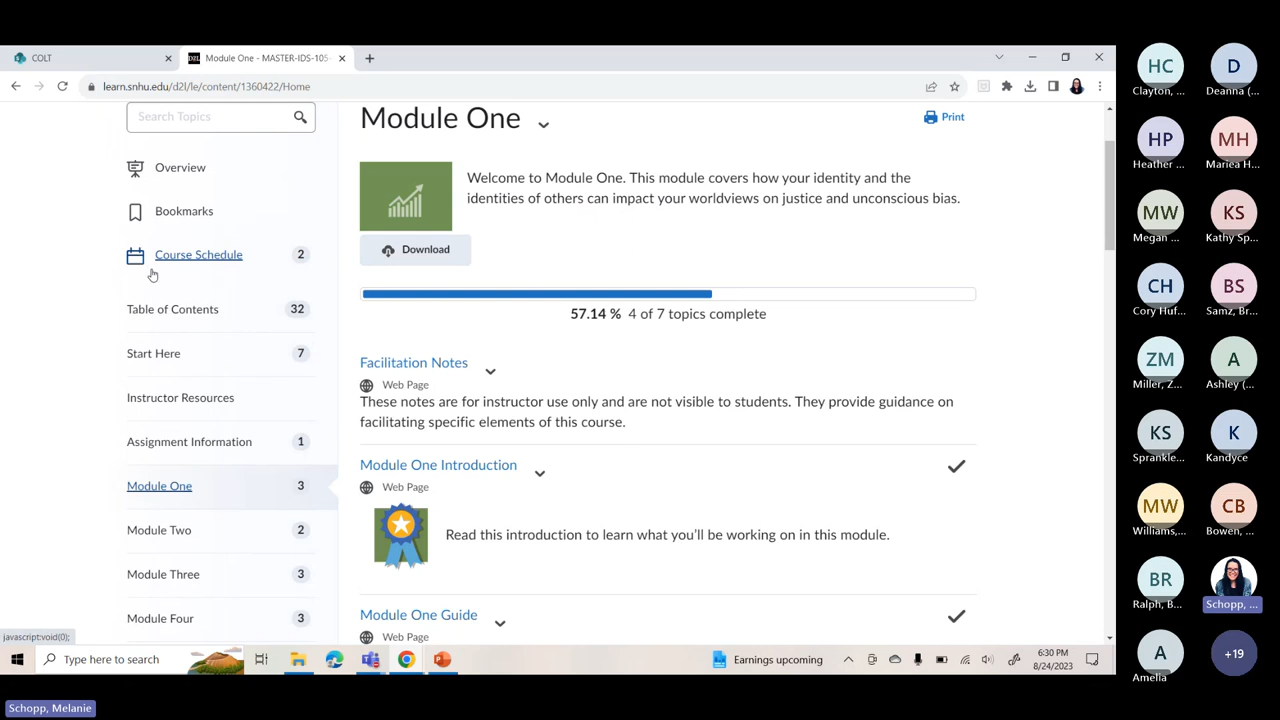 COLT
Module One - MASTER-IDS-105-
learn.snhu.edu/d2l/le/content/1360422/Home
Search Topics
Overview
Bookmarks
Course Schedule 2
Table of Contents 32
Start Here 7
Instructor Resources
Assignment Information 1
Module One 3
Module Two 2
Module Three 3
Module Four 3
javascript:void(0);
Module One
Print
Welcome to Module One. This module covers how your identity and the
identities of others can impact your worldviews on justice and unconscious bias.
Download
57.14 % 4 of 7 topics complete
Facilitation Notes
Web Page
These notes are for instructor use only and are not visible to students. They provide guidance on
facilitating specific elements of this course.
Module One Introduction
Web Page
Read this introduction to learn what you'll be working on in this module.
Module One Guide
Web Page
Type here to search
Earnings upcoming
6:30 PM
8/24/2023
Schopp, Melanie
HC
Clayton, ...
D
Deanna (...
HP
Heather ...
MH
Mariea H...
MW
Megan ...
KS
Kathy Sp...
CH
Cory Huf...
BS
Samz, Br...
ZM
Miller, Z...
A
Ashley (...
KS
Sprankle...
K
Kandyce
MW
Williams,...
CB
Bowen, ...
BR
Ralph, B...
Schopp, ...
A
Amelia
+19